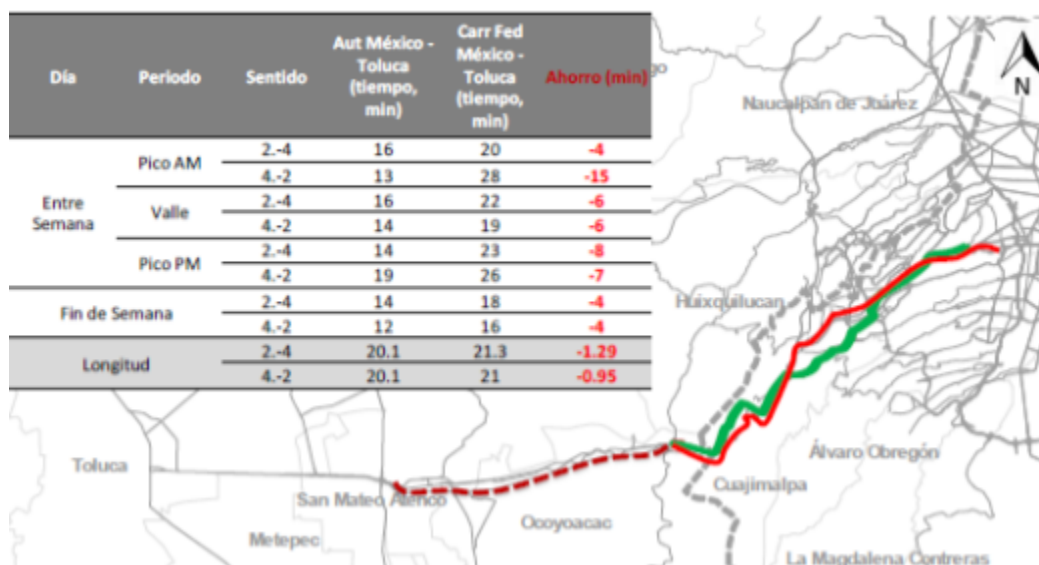 Día Periodo Sentido Aut México - Toluca (tiempo, min) Carr Fed México - Toluca (tiempo, min) Ahorro (min)
Entre Semana Pico AM 2.-4 16 20 -4
4.-2 13 28 -15
Valle 2.-4 16 22 -6
4.-2 14 19 -6
Pico PM 2.-4 14 23 -8
4.-2 19 26 -7
Fin de Semana 2.-4 14 18 -4
4.-2 12 16 -4
Longitud 2.-4 20.1 21.3 -1.29
4.-2 20.1 21 -0.95
go
N
Naucalpan de Juárez
Huixquilucan
Álvaro Obregón
Toluca
Cuajimalpa
San Mateo Atenco
Ocoyoacac
Metepec
La Magdalena Contreras